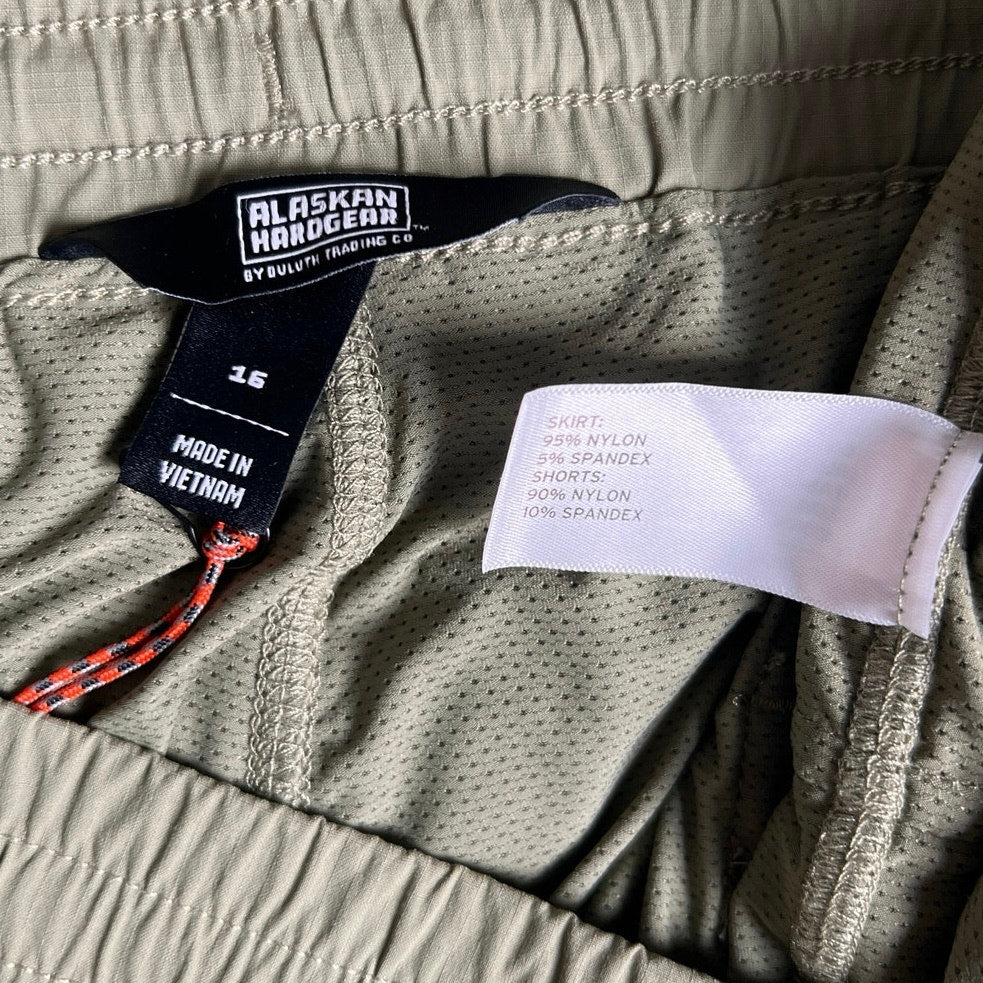 ALASKAN
HARDGEAR™
BY DULUTH TRADING CO
16
MADE IN
VIETNAM
SKIRT:
95% NYLON
5% SPANDEX
SHORTS:
90% NYLON
10% SPANDEX